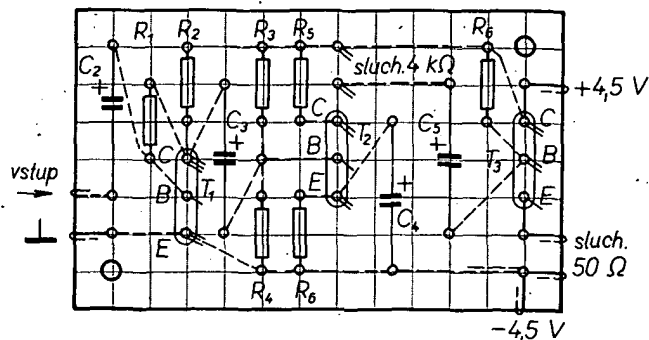 R1 R2 R3 R5 R6
C2 + sluch. 4 kΩ
+4,5 V
C3 C T2 C5 C
C + B + T3 B
vstup T1 E + E
B C4
E sluch.
50 Ω
R4 R6
-4,5 V